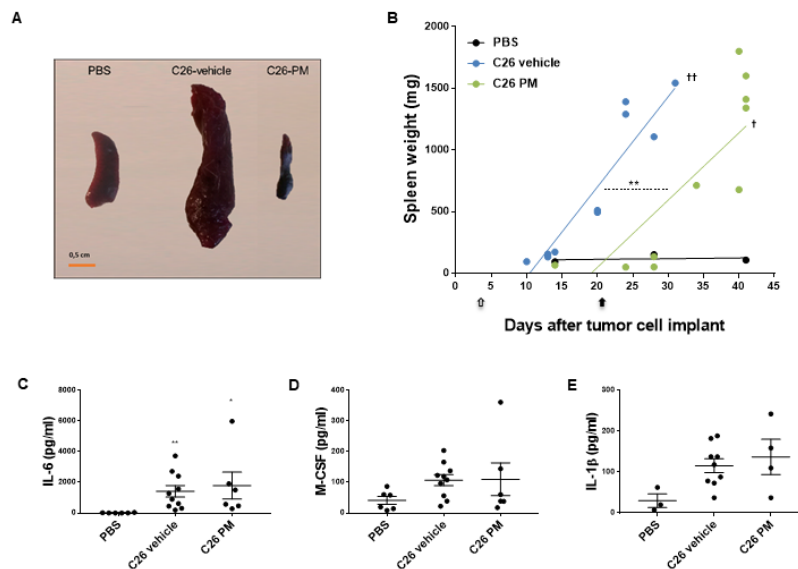 A
PBS C26-vehicle C26-PM
0,5 cm
B
PBS
C26 vehicle
C26 PM
Spleen weight (mg)
2000
1500
1000
500
0
††
†
**
0 5 10 15 20 25 30 35 40 45
Days after tumor cell implant
C
IL-6 (pg/ml)
8000
6000
4000
2000
0
**
*
PBS
C26 vehicle
C26 PM
D
M-CSF (pg/ml)
400
300
200
100
0
PBS
C26 vehicle
C26 PM
E
IL-1β (pg/ml)
300
200
100
0
PBS
C26 vehicle
C26 PM